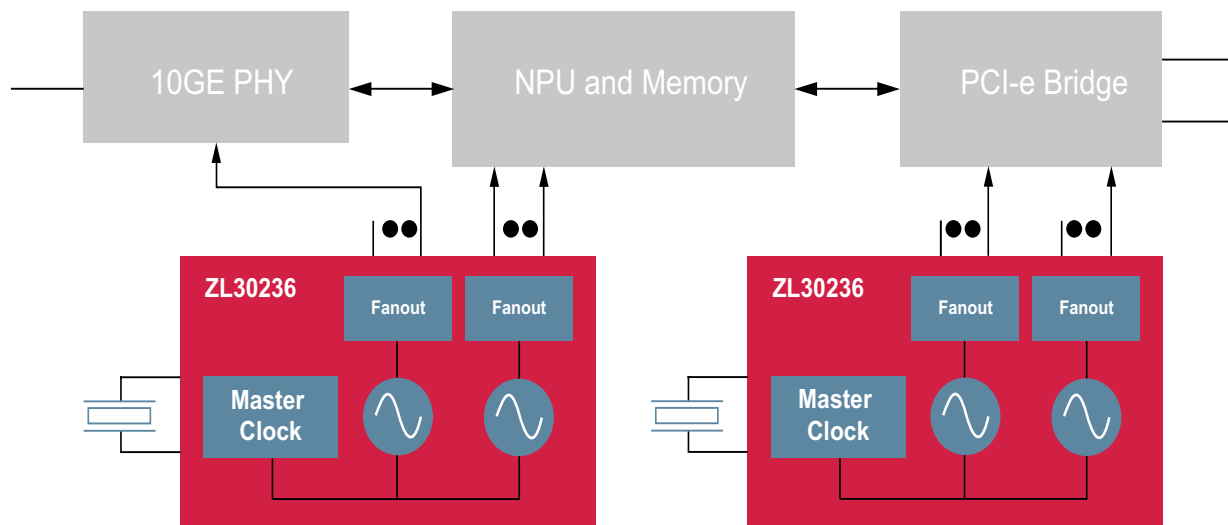 10GE PHY
NPU and Memory
PCI-e Bridge
ZL30236
Fanout
Fanout
Master
Clock
ZL30236
Fanout
Fanout
Master
Clock